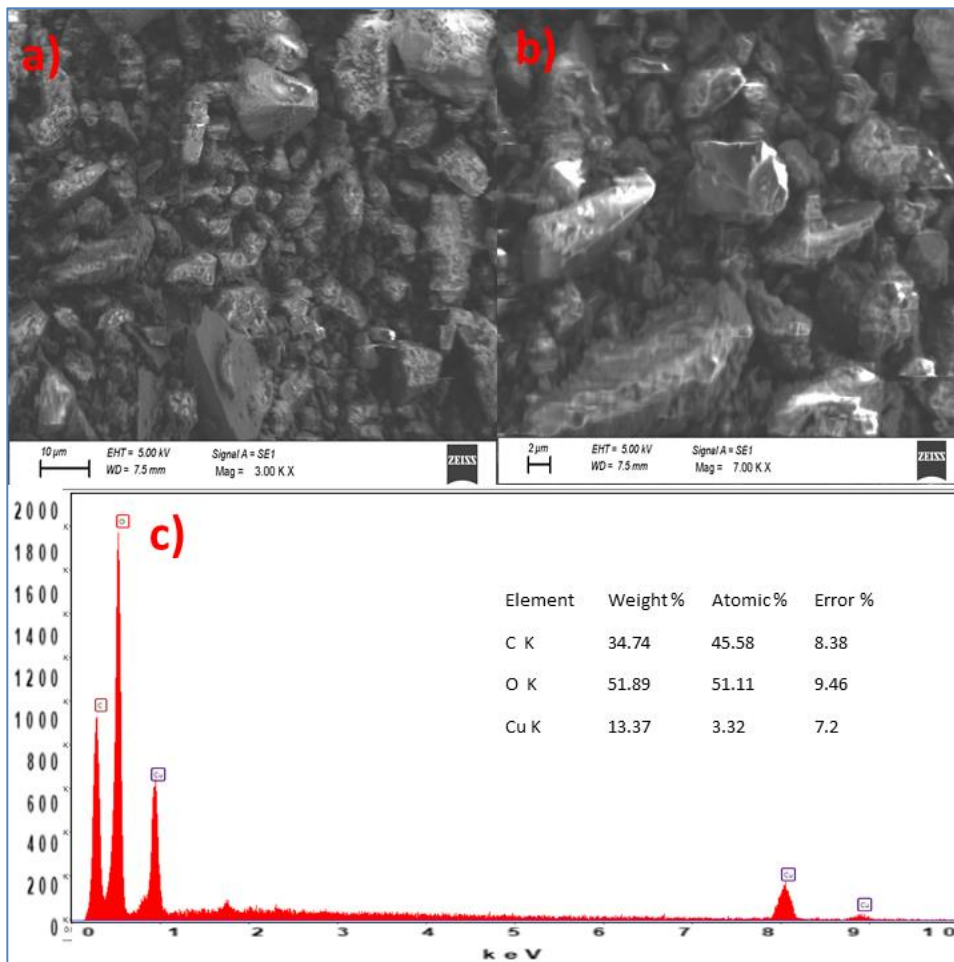 a)
b)
10 µm
EHT = 5.00 kV
Signal A = SE1
WD = 7.5 mm
Mag = 3.00 K X
ZEISS
2 µm
EHT = 5.00 kV
Signal A = SE1
WD = 7.5 mm
Mag = 7.00 K X
ZEISS
c)
2000
1800
1600
1400
1200
1000
800
600
400
200
0
C
O
Cu
Cu
Cu
Element Weight % Atomic % Error %
C K 34.74 45.58 8.38
O K 51.89 51.11 9.46
Cu K 13.37 3.32 7.2
0 1 2 3 4 5 6 7 8 9 10
keV